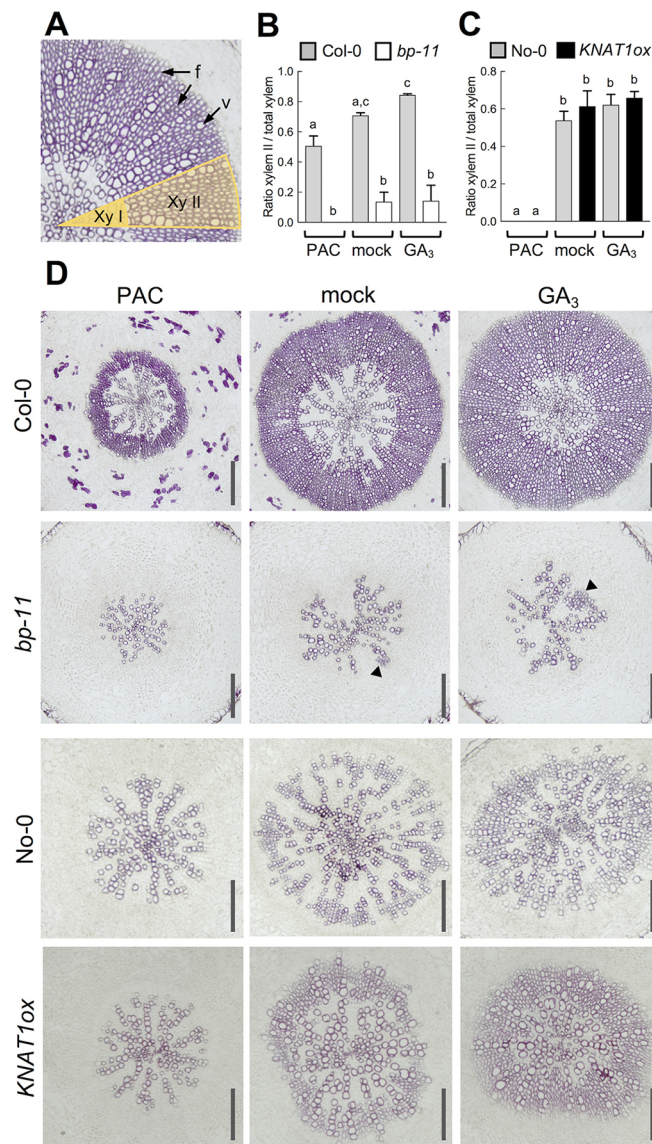 A
f
v
Xy I
Xy II
B
Col-0 bp-11
Ratio xylem II / total xylem
1.0
0.8
0.6
0.4
0.2
0.0
a
b
a,c
b
c
b
PAC mock GA₃
C
No-0 KNAT1ox
Ratio xylem II / total xylem
0.8
0.6
0.4
0.2
0.0
a a
b b
b b
PAC mock GA₃
D
PAC mock GA₃
Col-0
bp-11
No-0
KNAT1ox